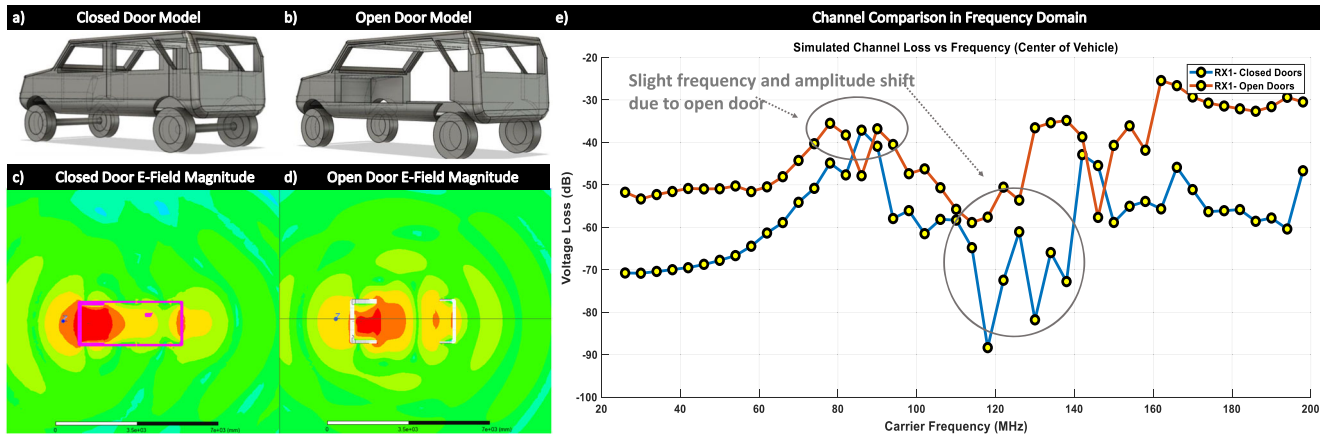 a) Closed Door Model
b) Open Door Model
e) Channel Comparison in Frequency Domain
c) Closed Door E-Field Magnitude
d) Open Door E-Field Magnitude
0 3.5e+03 7e+03 (mm)
0 3.5e+03 7e+03 (mm)
Simulated Channel Loss vs Frequency (Center of Vehicle)
RX1- Closed Doors
RX1- Open Doors
Slight frequency and amplitude shift
due to open door
Voltage Loss (dB)
-20
-30
-40
-50
-60
-70
-80
-90
-100
20 40 60 80 100 120 140 160 180 200
Carrier Frequency (MHz)